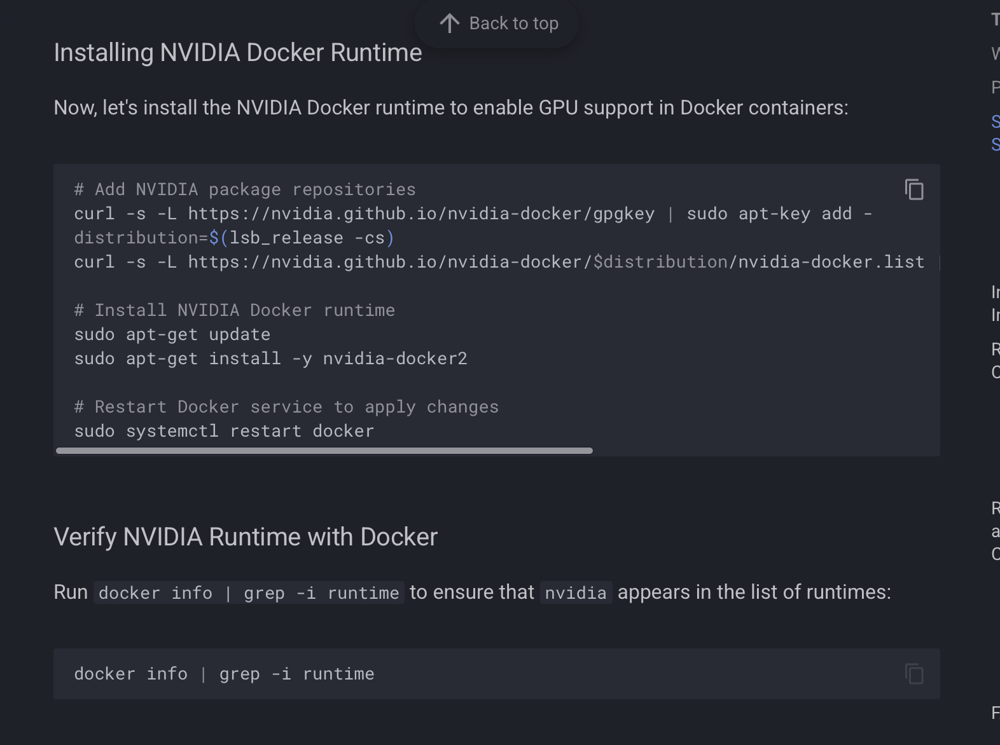 Back to top
Installing NVIDIA Docker Runtime
Now, let's install the NVIDIA Docker runtime to enable GPU support in Docker containers:
# Add NVIDIA package repositories
curl -s -L https://nvidia.github.io/nvidia-docker/gpgkey | sudo apt-key add -
distribution=$(lsb_release -cs)
curl -s -L https://nvidia.github.io/nvidia-docker/$distribution/nvidia-docker.list
# Install NVIDIA Docker runtime
sudo apt-get update
sudo apt-get install -y nvidia-docker2
# Restart Docker service to apply changes
sudo systemctl restart docker
Verify NVIDIA Runtime with Docker
Run docker info | grep -i runtime to ensure that nvidia appears in the list of runtimes:
docker info | grep -i runtime